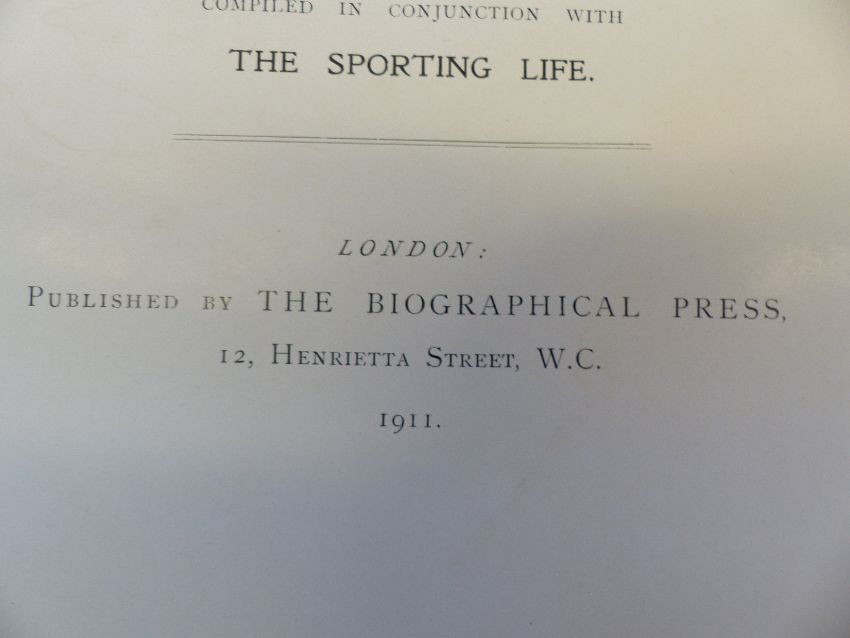 COMPILED IN CONJUNCTION WITH
THE SPORTING LIFE.
LONDON:
PUBLISHED BY THE BIOGRAPHICAL PRESS,
12, HENRIETTA STREET, W.C.
1911.